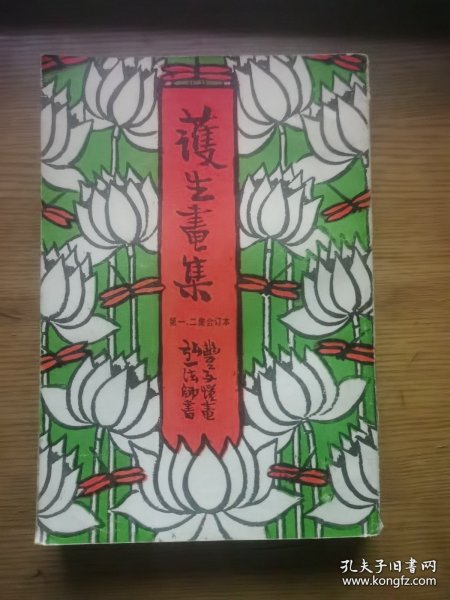 護生畫集
第一、二集合订本
豐子愷畫
弘一法師書
孔夫子旧书网
www.kongfz.com